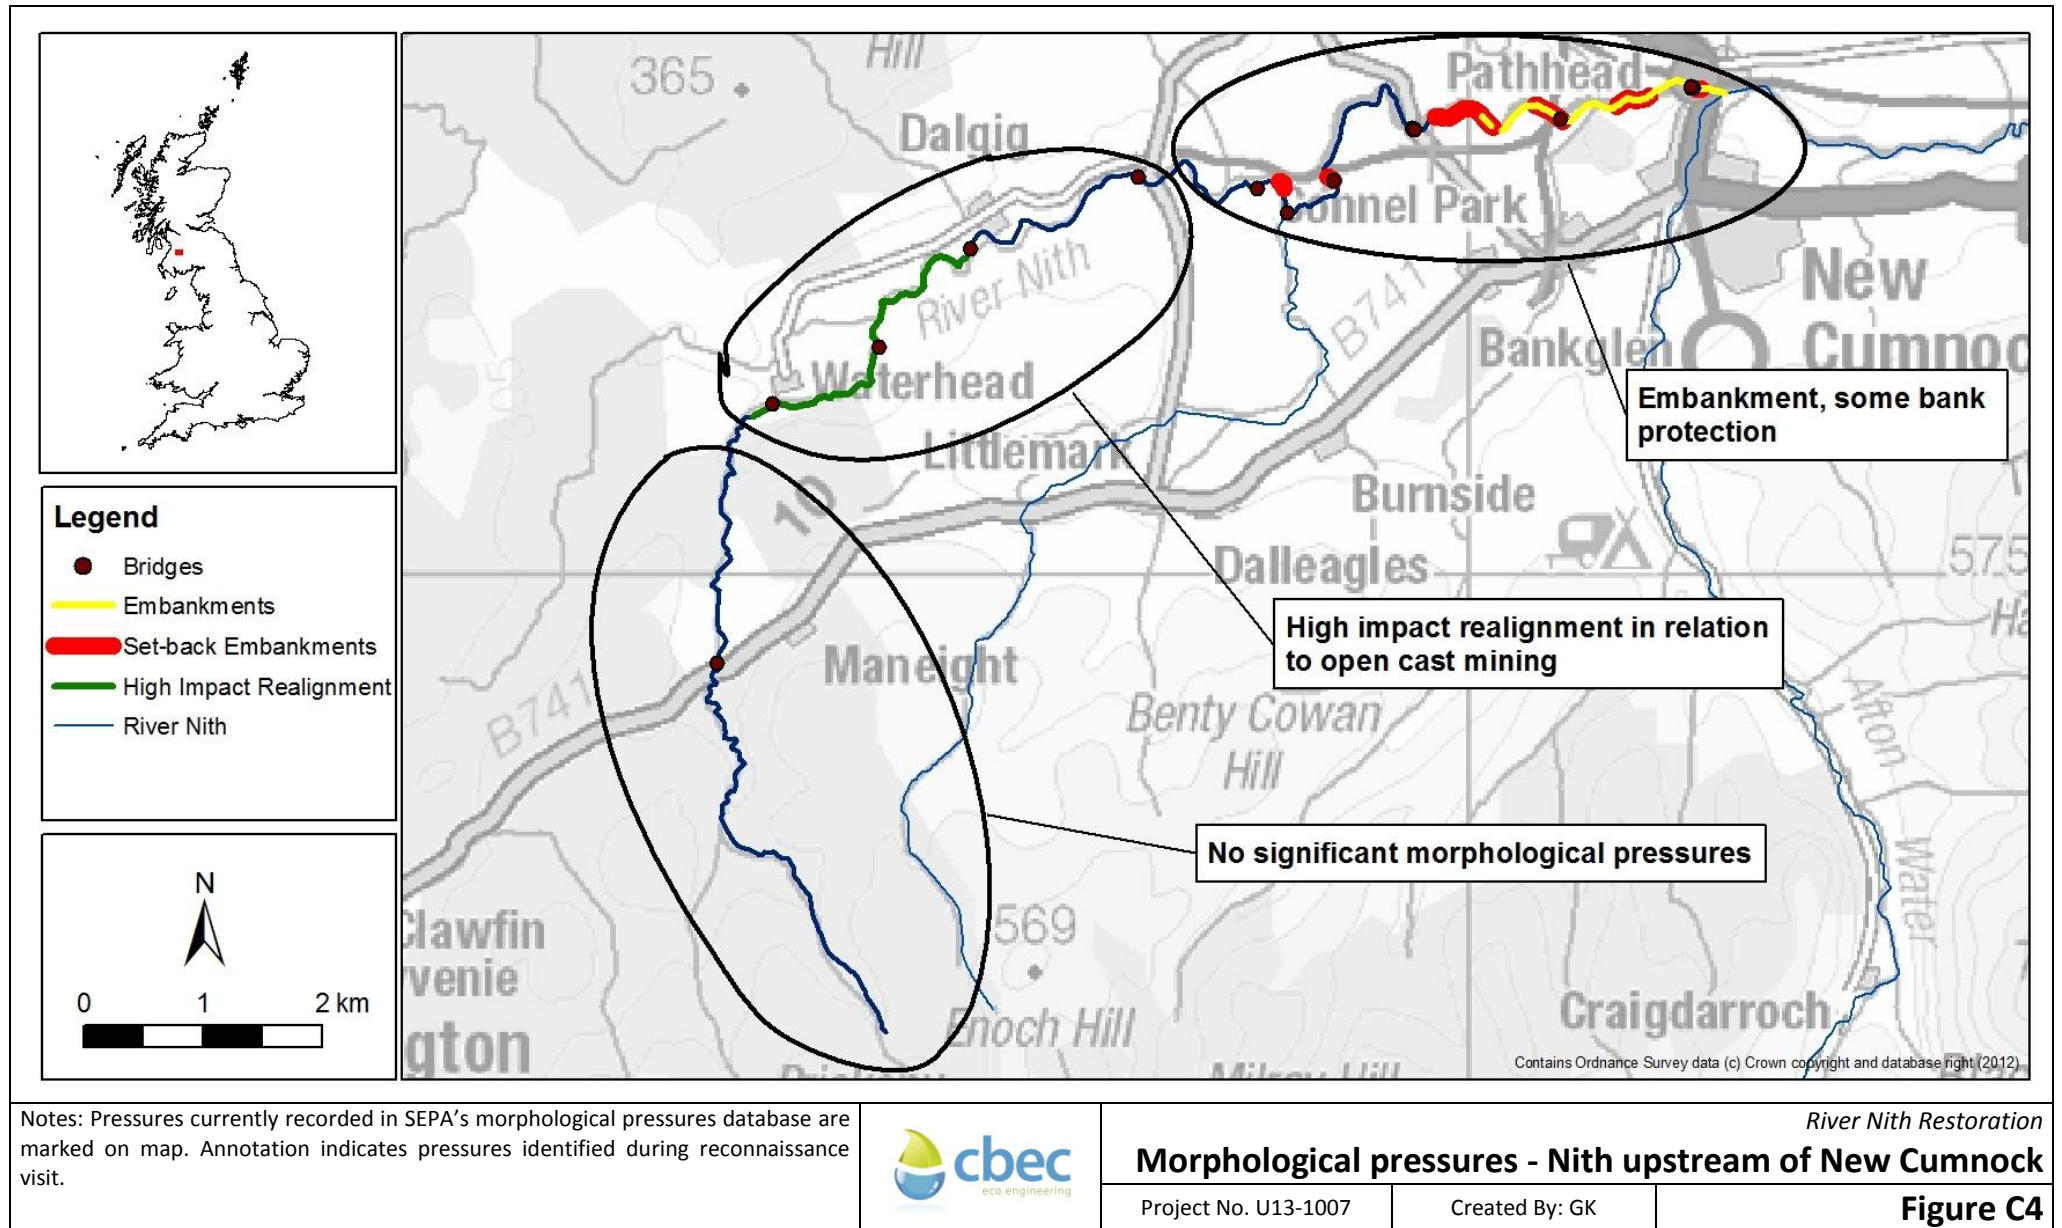 Legend
Bridges
Embankments
Set-back Embankments
High Impact Realignment
River Nith
N
0 1 2 km
Hill
365
Dalgig
River Nith
Waterhead
Littlemark
10
Maneight
B741
Pathhead
Connel Park
B741
Bankglen
New
Cumnoc
Embankment, some bank
protection
Burnside
Dalleagles
575
Ha
High impact realignment in relation
to open cast mining
Benty Cowan
Hill
Afton
Water
No significant morphological pressures
Clawfin
venie
gton
569
Enoch Hill
Craigdarroch
Contains Ordnance Survey data (c) Crown copyright and database right (2012)
Notes: Pressures currently recorded in SEPA's morphological pressures database are
marked on map. Annotation indicates pressures identified during reconnaissance
visit.
cbec
eco engineering
River Nith Restoration
Morphological pressures - Nith upstream of New Cumnock
Project No. U13-1007
Created By: GK
Figure C4